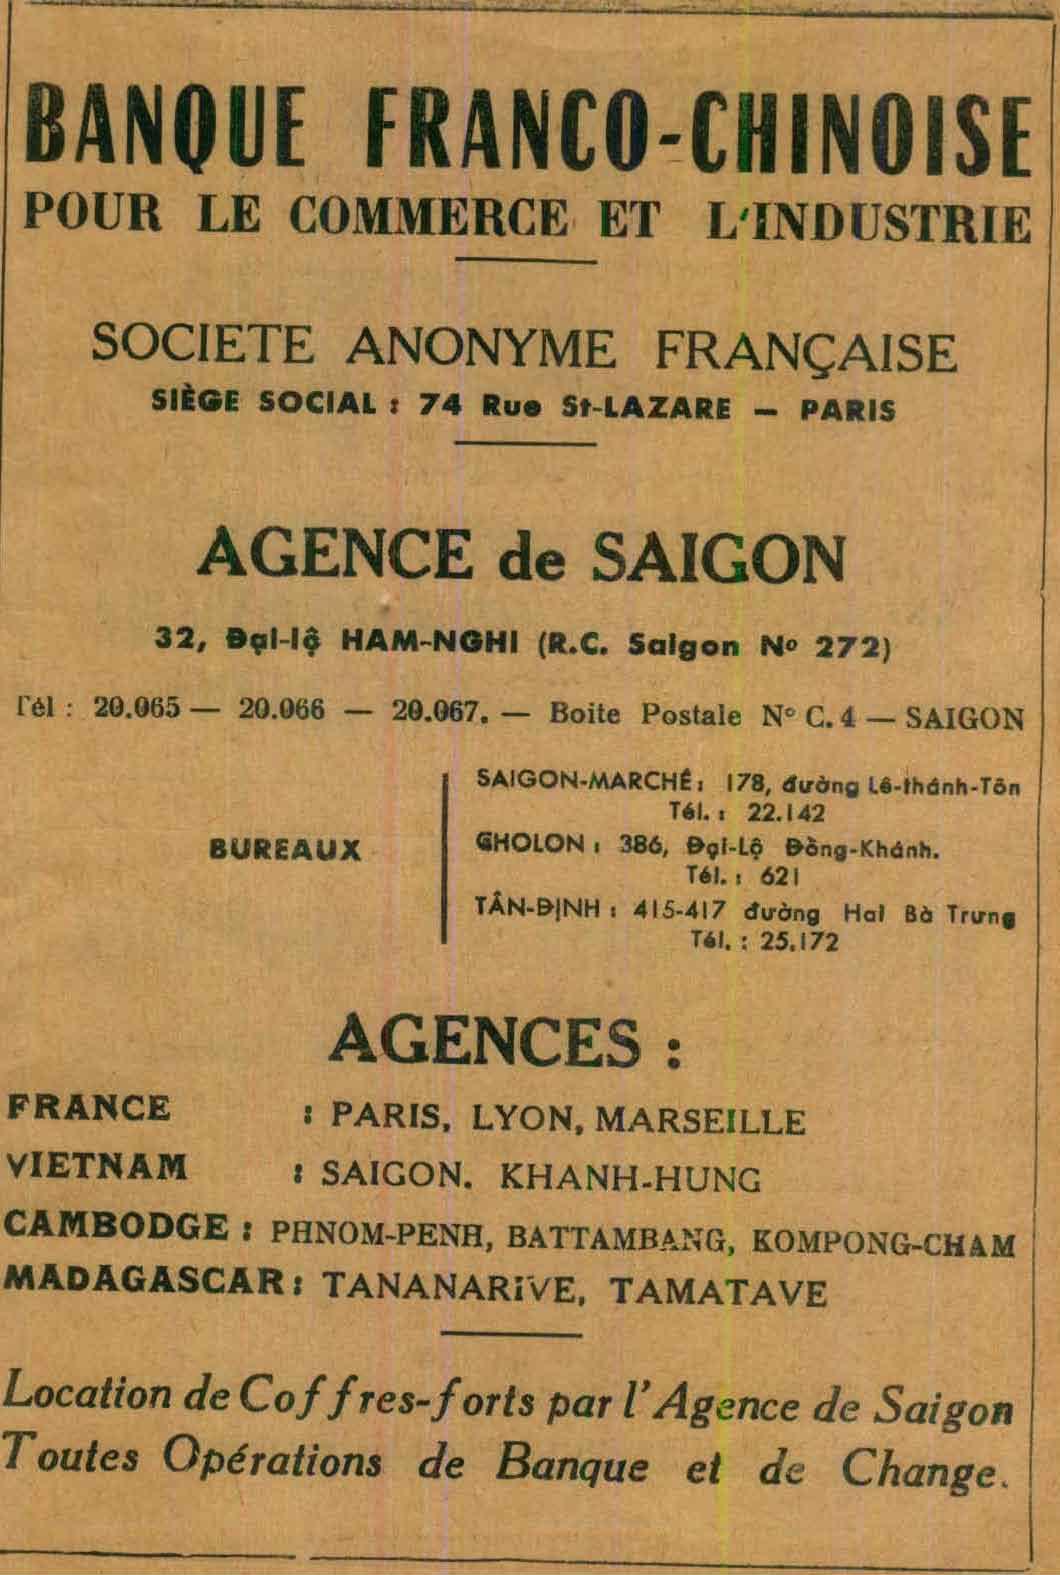 BANQUE FRANCO-CHINOISE
POUR LE COMMERCE ET L'INDUSTRIE
SOCIETE ANONYME FRANÇAISE
SIÈGE SOCIAL : 74 Rue St-LAZARE — PARIS
AGENCE de SAIGON
32, Đại-lộ HAM-NGHI (R.C. Saigon Nº 272)
Tél : 20.065 — 20.066 — 20.067. — Boite Postale N° C.4 — SAIGON
BUREAUX
SAIGON-MARCHÉ : 178, đường Lê-thánh-Tôn
Tél. : 22.142
CHOLON : 386, Đại-Lộ Đồng-Khánh.
Tél. : 621
TÂN-ĐỊNH : 415-417 đường Hai Bà Trưng
Tél. : 25.172
AGENCES :
FRANCE : PARIS, LYON, MARSEILLE
VIETNAM : SAIGON. KHANH-HUNG
CAMBODGE : PHNOM-PENH, BATTAMBANG, KOMPONG-CHAM
MADAGASCAR : TANANARIVE, TAMATAVE
Location de Coffres-forts par l'Agence de Saigon
Toutes Opérations de Banque et de Change.